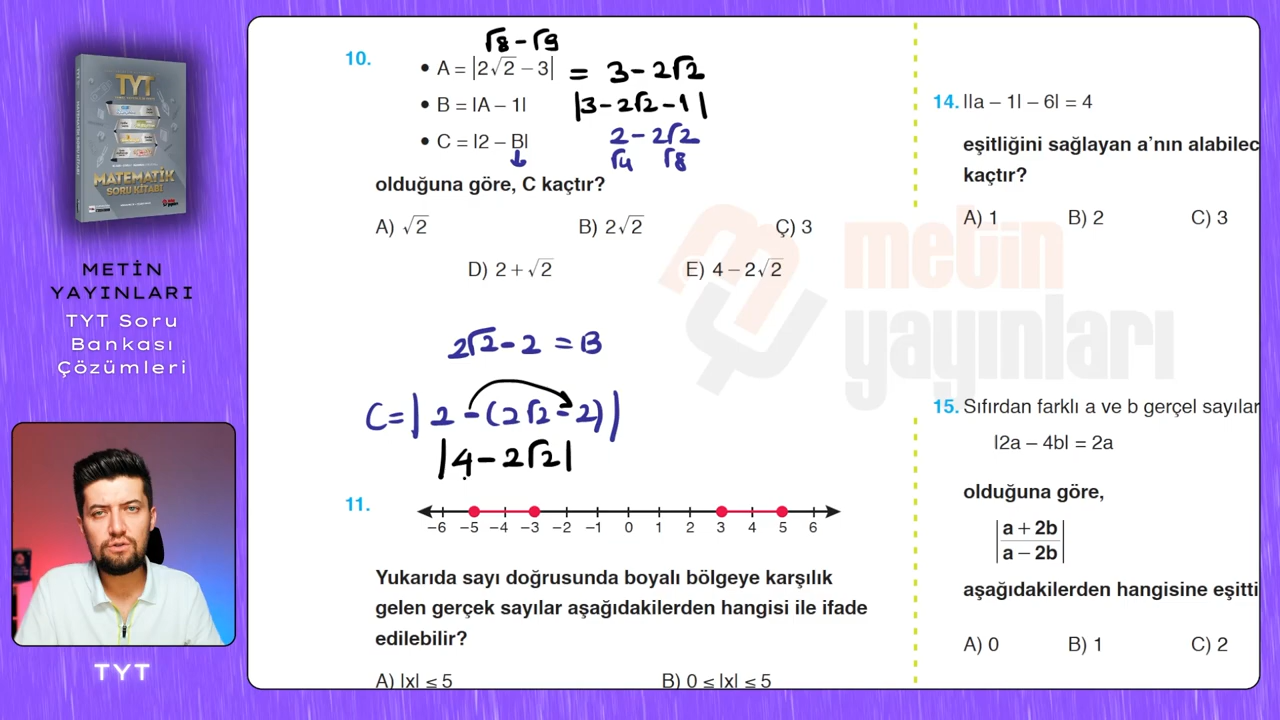 TYT
MATEMATİK
SORU KİTABI
METİN
YAYINLARI
TYT Soru
Bankası
Çözümleri
TYT
10.
√8 – √9
• A = |2√2 – 3| = 3 – 2√2
• B = |A – 1| |3 – 2√2 – 1|
• C = |2 – B| 2 – 2√2
√4 √8
olduğuna göre, C kaçtır?
A) √2 B) 2√2 Ç) 3
D) 2 + √2 E) 4 – 2√2
2√2 – 2 = B
C = | 2 – (2√2 – 2) |
|4 – 2√2|
11.
–6 –5 –4 –3 –2 –1 0 1 2 3 4 5 6
Yukarıda sayı doğrusunda boyalı bölgeye karşılık
gelen gerçek sayılar aşağıdakilerden hangisi ile ifade
edilebilir?
A) |x| ≤ 5 B) 0 ≤ |x| ≤ 5
14. ||a – 1| – 6| = 4
eşitliğini sağlayan a’nın alabilec
kaçtır?
A) 1 B) 2 C) 3
15. Sıfırdan farklı a ve b gerçel sayılar
|2a – 4b| = 2a
olduğuna göre,
|a + 2b|
|a – 2b|
aşağıdakilerden hangisine eşitti
A) 0 B) 1 C) 2
metin
yayınları